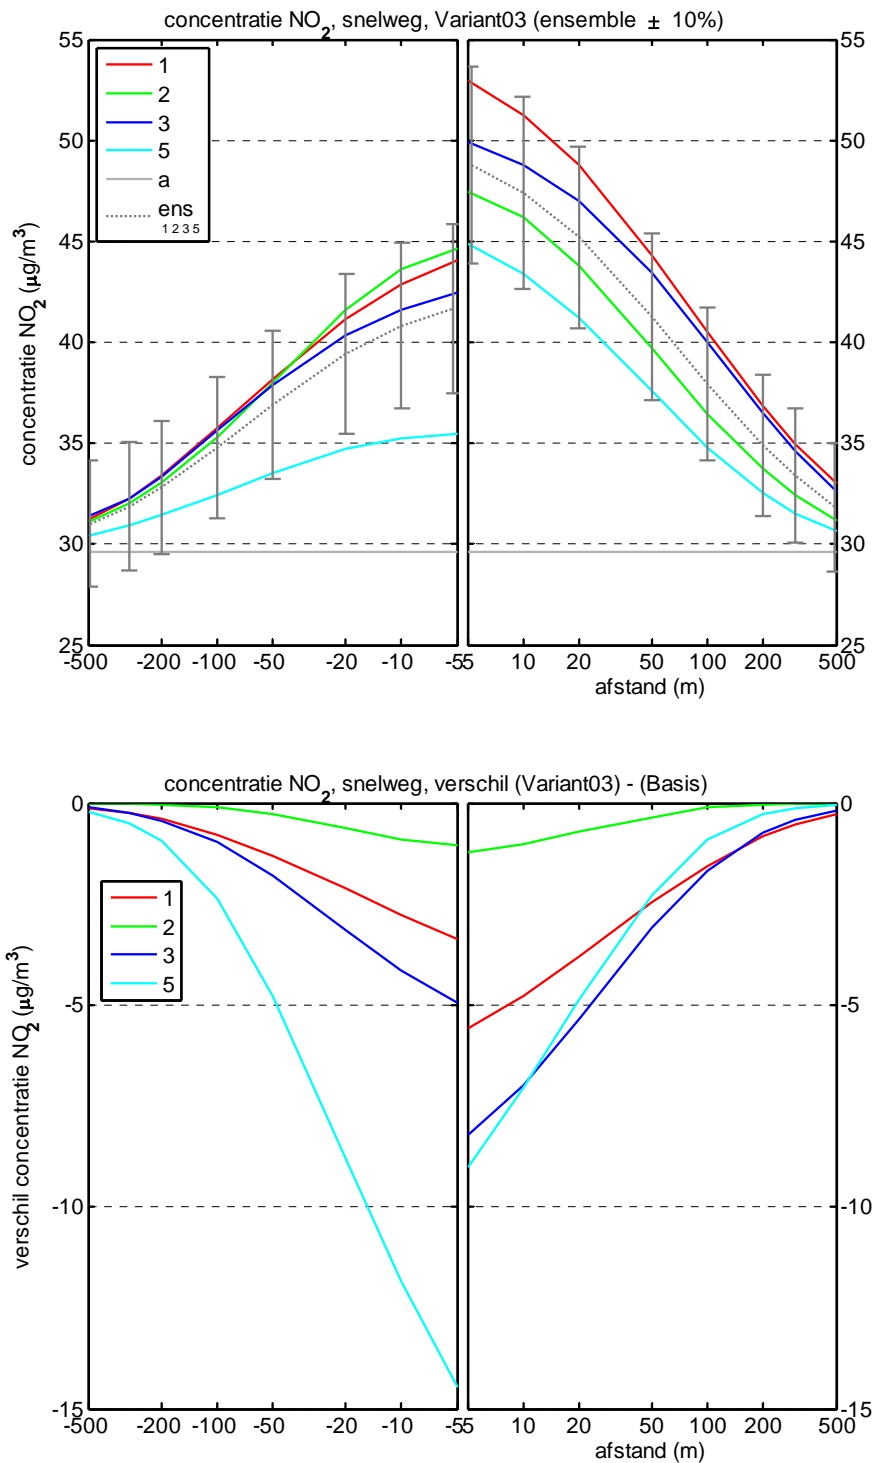 concentratie NO2, snelweg, Variant03 (ensemble ± 10%)
concentratie NO2 (µg/m3)
55
50
45
40
35
30
25
1
2
3
5
a
ens
1 2 3 5
55
50
45
40
35
30
25
-500 -200 -100 -50 -20 -10 -5
5 10 20 50 100 200 500
afstand (m)
concentratie NO2, snelweg, verschil (Variant03) - (Basis)
verschil concentratie NO2 (µg/m3)
0
-5
-10
-15
1
2
3
5
0
-5
-10
-15
-500 -200 -100 -50 -20 -10 -5
5 10 20 50 100 200 500
afstand (m)